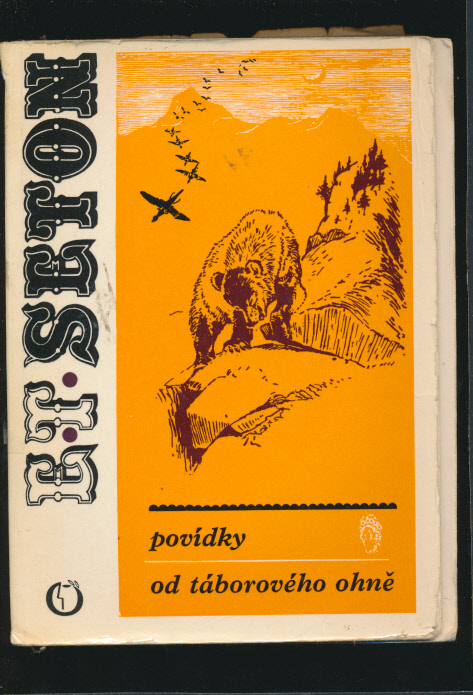 E.T. SETON
povídky
od táborového ohně